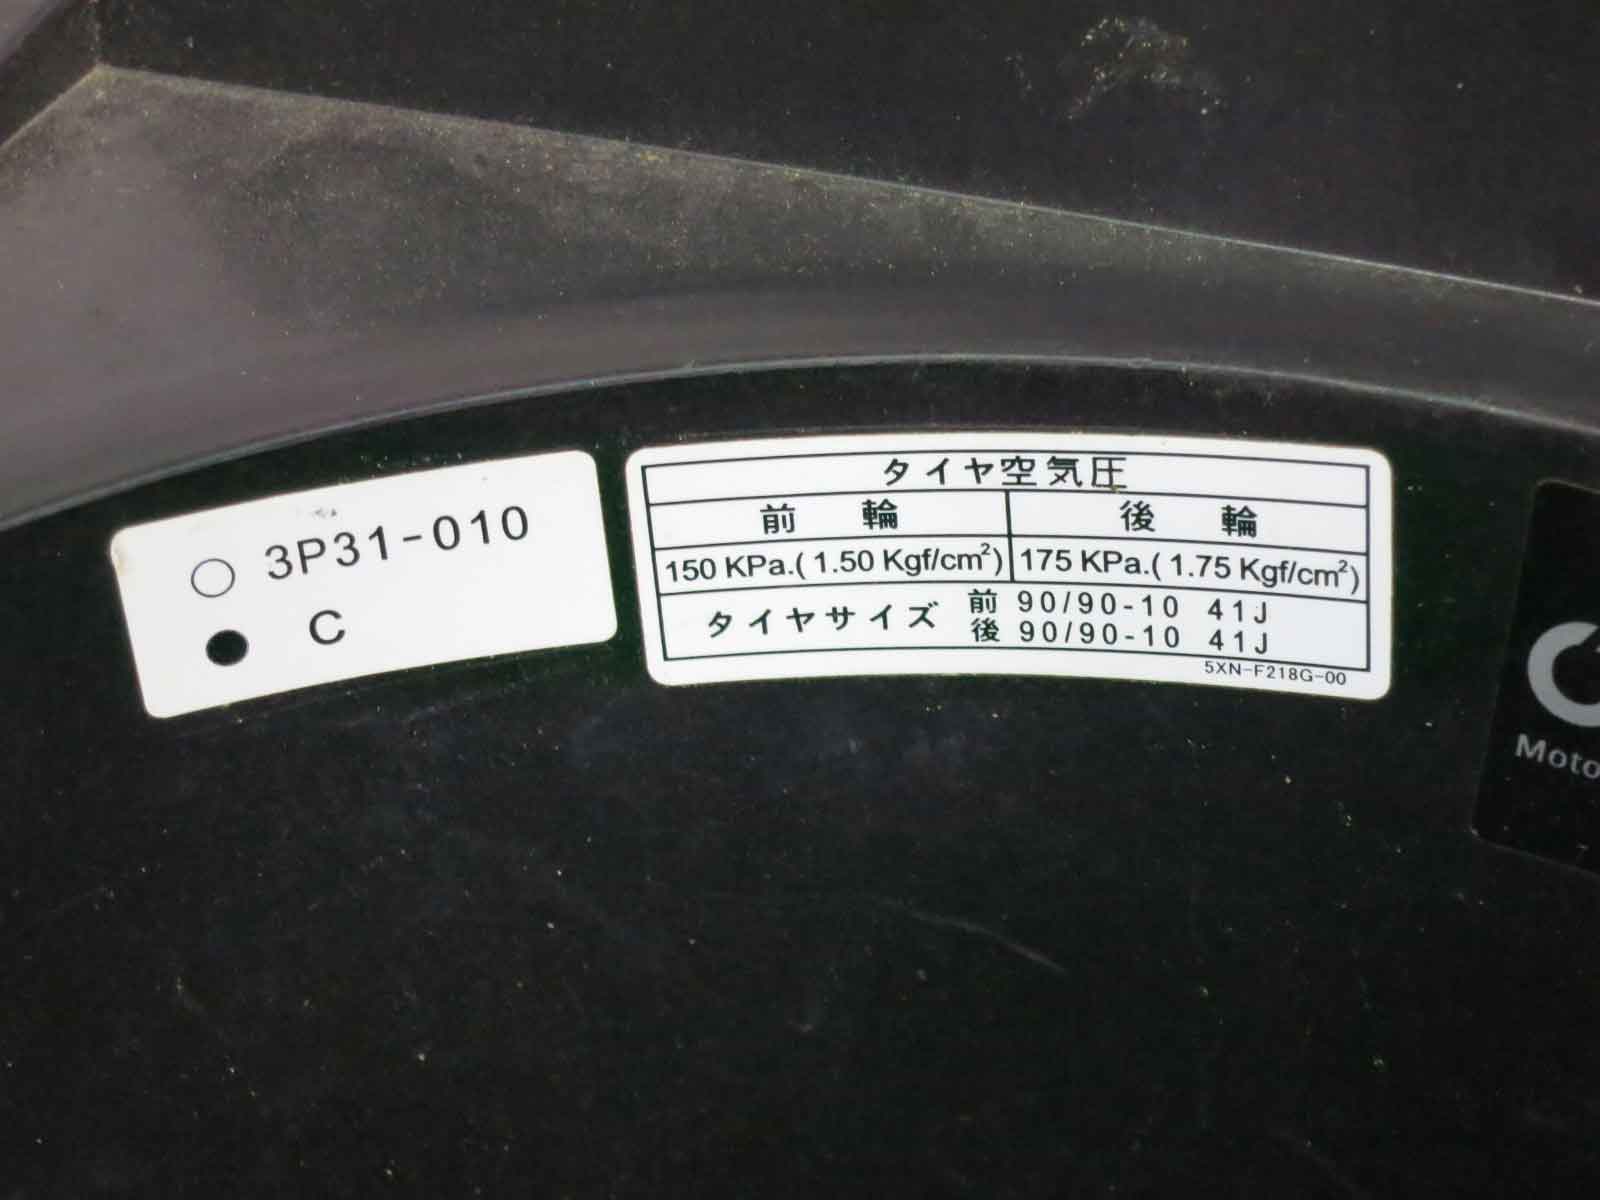 3P31-010
C
タイヤ空気圧
前輪 後輪
150 KPa.(1.50 Kgf/cm²) 175 KPa.(1.75 Kgf/cm²)
タイヤサイズ 前 90/90-10 41J
後 90/90-10 41J
5XN-F218G-00
Moto